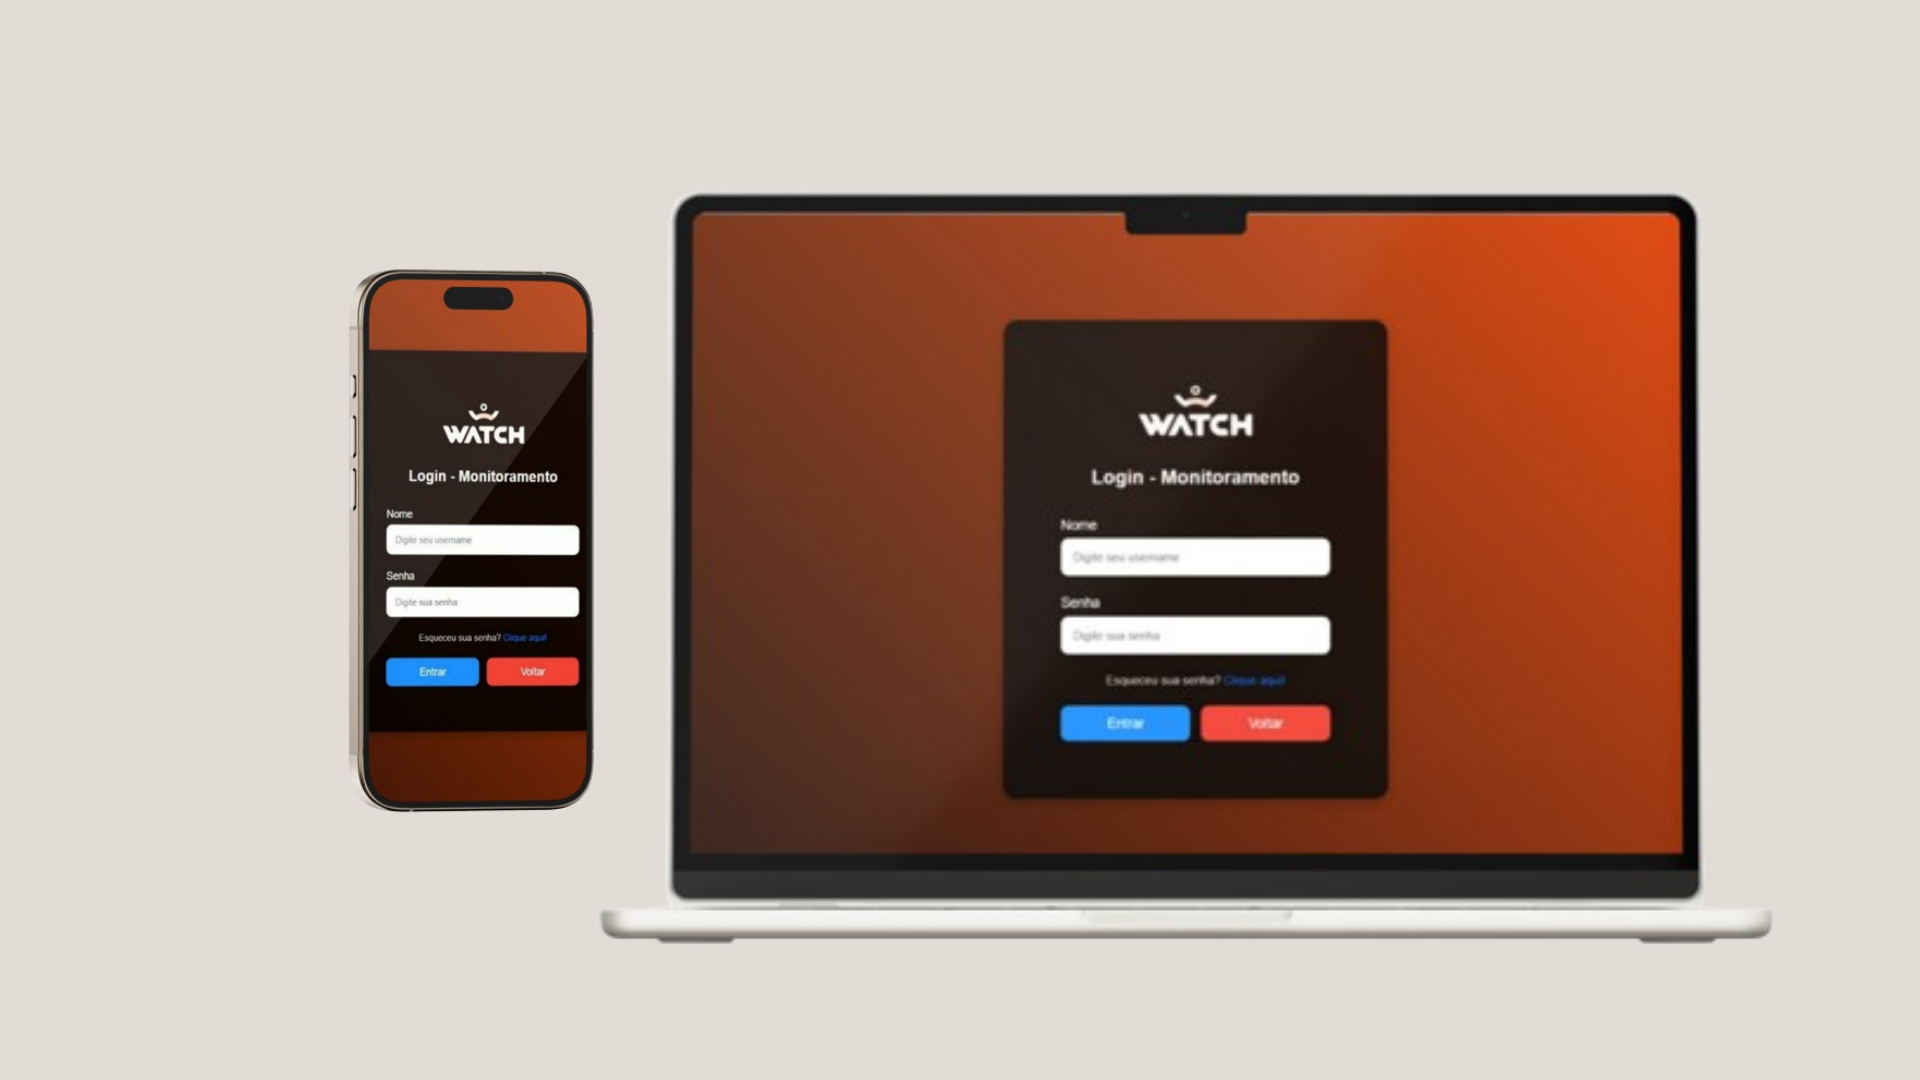 WATCH
Login - Monitoramento
Nome
Digite seu username
Senha
Digite sua senha
Esqueceu sua senha? Clique aqui!
Entrar
Voltar
WATCH
Login - Monitoramento
Nome
Digite seu username
Senha
Digite sua senha
Esqueceu sua senha? Clique aqui!
Entrar
Voltar